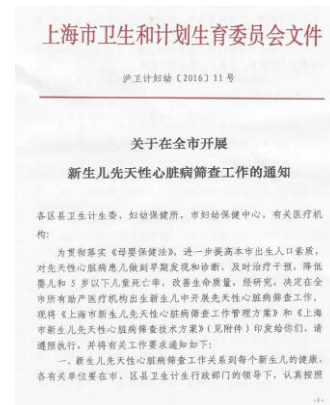 上海市卫生和计划生育委员会文件
沪卫计妇幼〔2016〕11 号
关于在全市开展
新生儿先天性心脏病筛查工作的通知
各区县卫生计生委、妇幼保健所，市妇幼保健中心，有关医疗机
构：
为贯彻落实《母婴保健法》，进一步提高本市出生人口素质，
对先天性心脏病患儿做到早期发现和诊断、及时治疗干预，降低
婴儿和 5 岁以下儿童死亡率，改善生命质量，经研究，决定在全
市所有助产医疗机构出生新生儿中开展先天性心脏病筛查工作。
现将《上海市新生儿先天性心脏病筛查工作管理方案》和《上海
市新生儿先天性心脏病筛查技术方案》（见附件）印发给你们，请
遵照执行，并将有关工作要求通知如下：
一、新生儿先天性心脏病筛查工作关系到每个新生儿的健康，
各有关单位要在市、区县卫生计生行政部门的领导下，认真按照
-1-